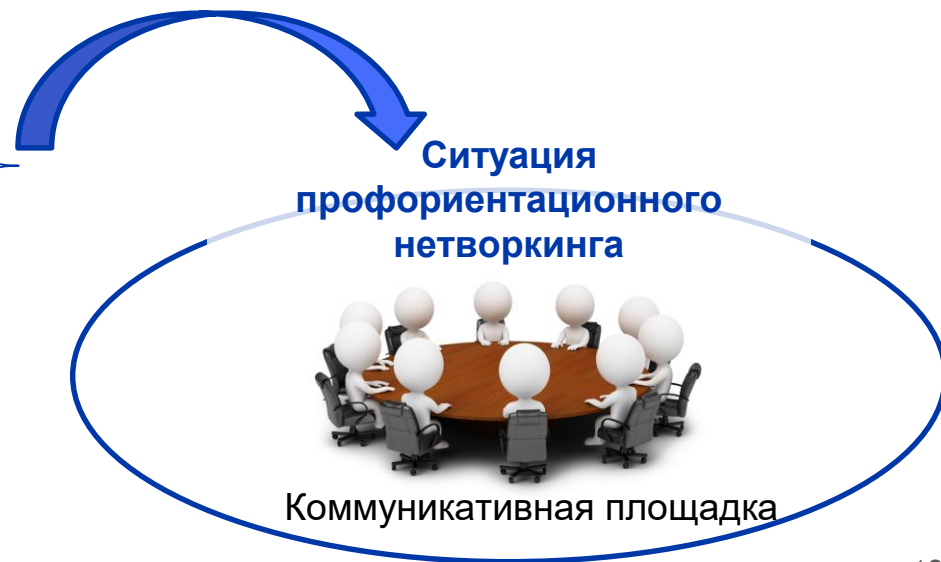 Ситуация
профориентационного
нетворкинга
Коммуникативная площадка